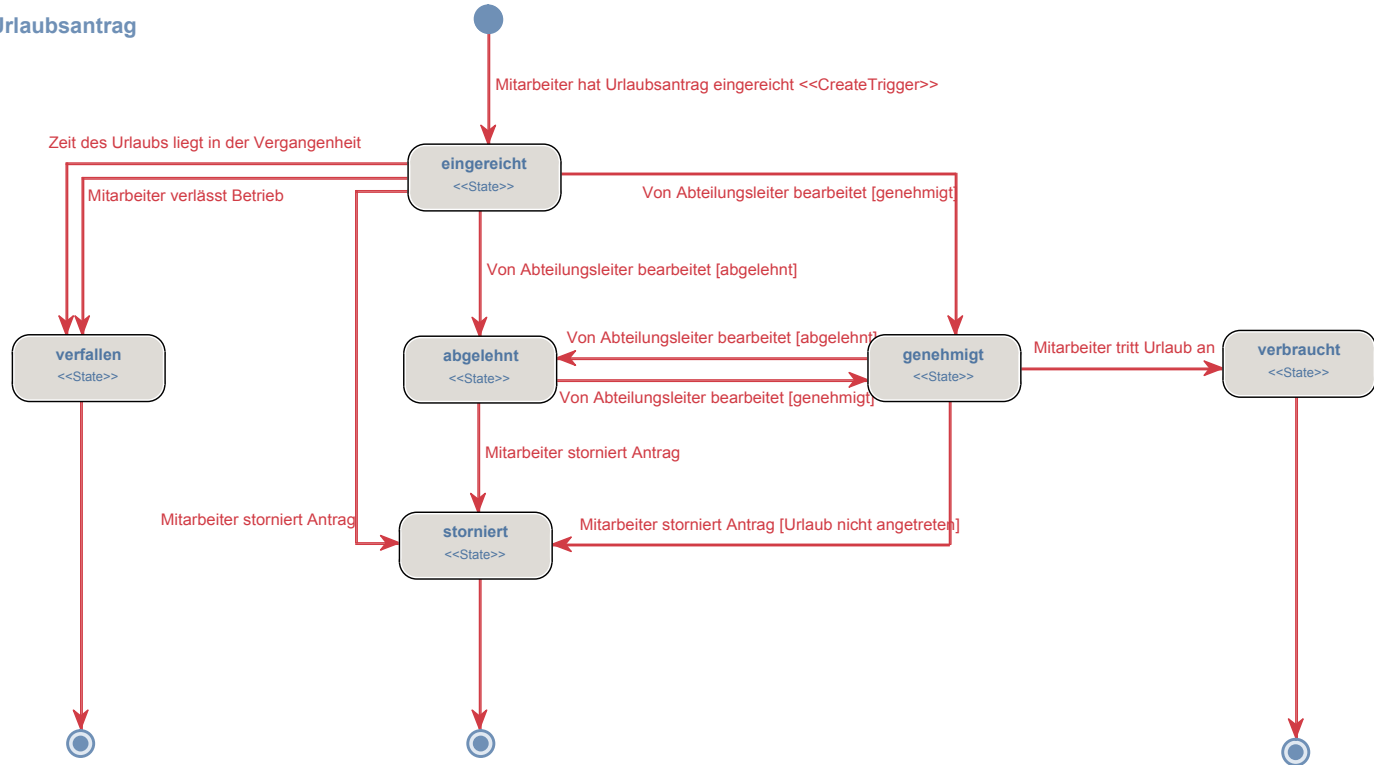 Urlaubsantrag
Mitarbeiter hat Urlaubsantrag eingereicht <<CreateTrigger>>
Zeit des Urlaubs liegt in der Vergangenheit
eingereicht
<<State>>
Mitarbeiter verlässt Betrieb
Von Abteilungsleiter bearbeitet [genehmigt]
Von Abteilungsleiter bearbeitet [abgelehnt]
verfallen
<<State>>
abgelehnt
<<State>>
Von Abteilungsleiter bearbeitet [abgelehnt]
Von Abteilungsleiter bearbeitet [genehmigt]
genehmigt
<<State>>
Mitarbeiter tritt Urlaub an
verbraucht
<<State>>
Mitarbeiter storniert Antrag
Mitarbeiter storniert Antrag
storniert
<<State>>
Mitarbeiter storniert Antrag [Urlaub nicht angetreten]